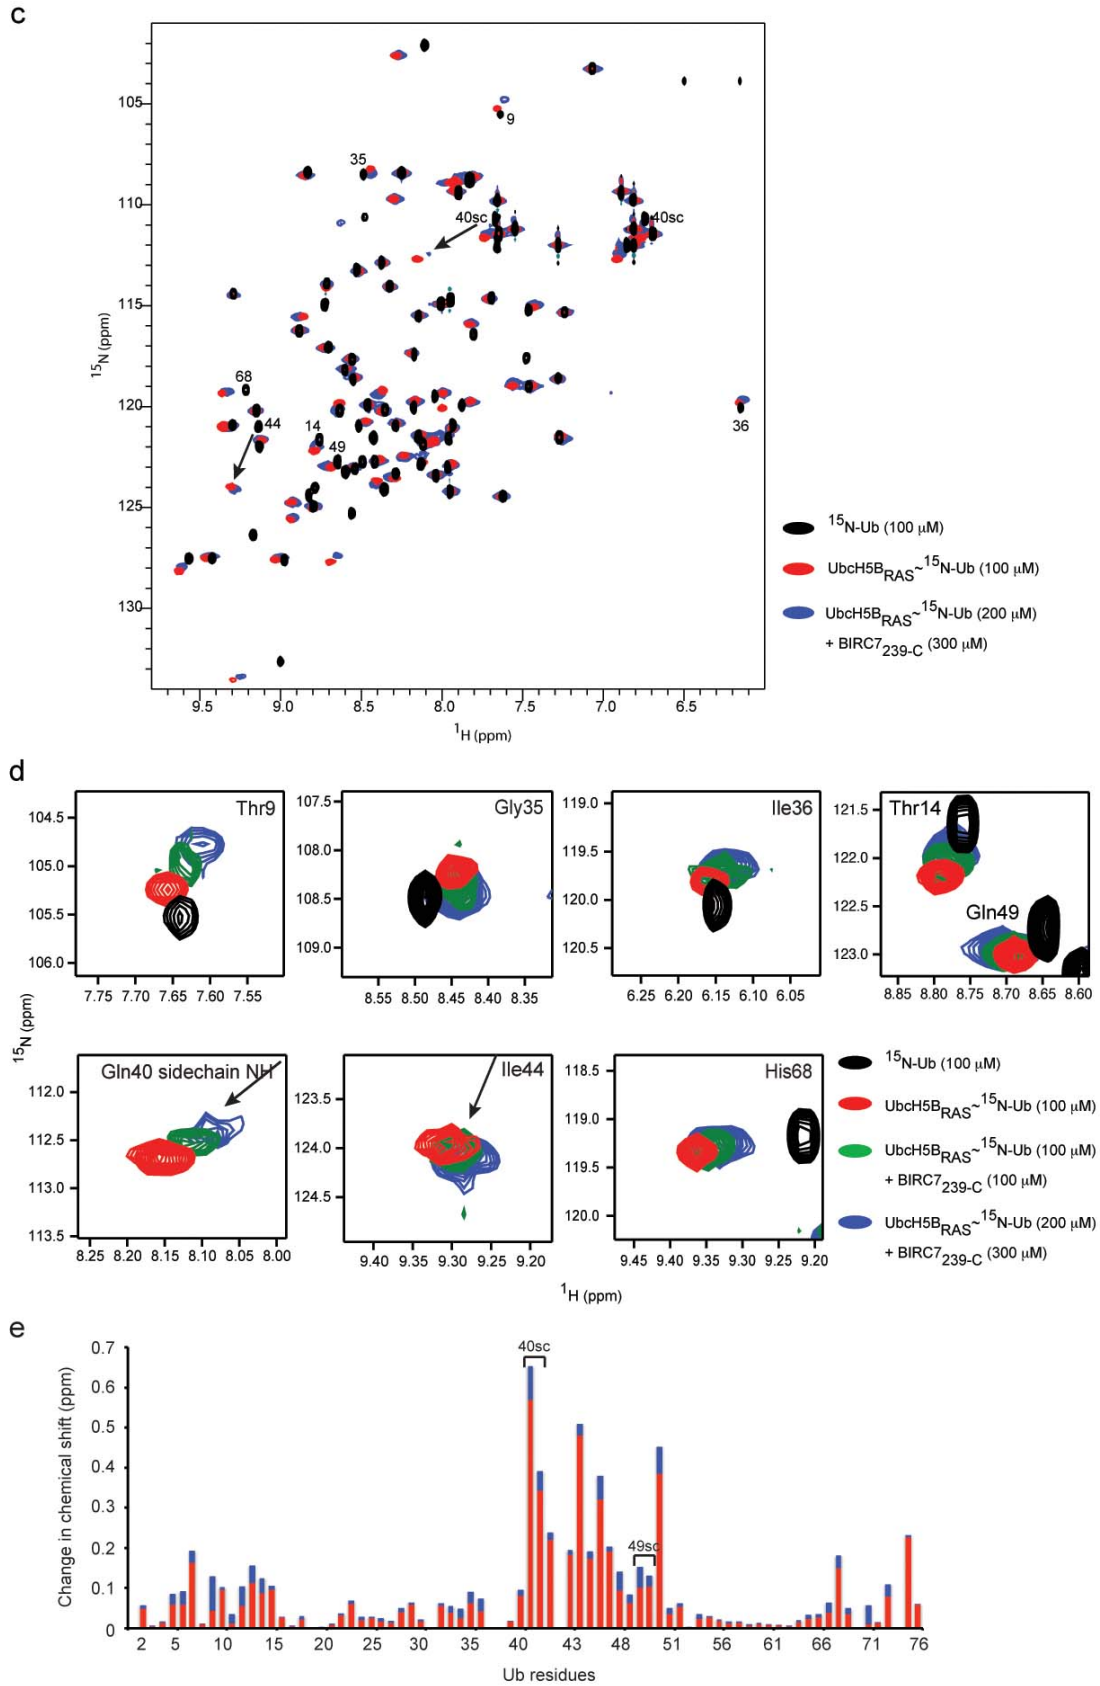 c
105
110
115
120
125
130
15N (ppm)
9
35
40sc
40sc
68
44
14
49
36
9.5 9.0 8.5 8.0 7.5 7.0 6.5
1H (ppm)
15N-Ub (100 μM)
UbcH5BRAS~15N-Ub (100 μM)
UbcH5BRAS~15N-Ub (200 μM)
+ BIRC7239-C (300 μM)
d
Thr9
104.5
105.0
105.5
106.0
7.75 7.70 7.65 7.60 7.55
Gly35
107.5
108.0
108.5
109.0
8.55 8.50 8.45 8.40 8.35
Ile36
119.0
119.5
120.0
120.5
6.25 6.20 6.15 6.10 6.05
Thr14
Gln49
121.5
122.0
122.5
123.0
8.85 8.80 8.75 8.70 8.65 8.60
15N (ppm)
Gln40 sidechain NH
112.0
112.5
113.0
113.5
8.25 8.20 8.15 8.10 8.05 8.00
Ile44
123.5
124.0
124.5
9.40 9.35 9.30 9.25 9.20
His68
118.5
119.0
119.5
120.0
9.45 9.40 9.35 9.30 9.25 9.20
1H (ppm)
15N-Ub (100 μM)
UbcH5BRAS~15N-Ub (100 μM)
UbcH5BRAS~15N-Ub (100 μM)
+ BIRC7239-C (100 μM)
UbcH5BRAS~15N-Ub (200 μM)
+ BIRC7239-C (300 μM)
e
Change in chemical shift (ppm)
0.7
0.6
0.5
0.4
0.3
0.2
0.1
0
40sc
49sc
2 5 10 15 20 25 30 35 40 43 48 51 56 61 66 71 76
Ub residues